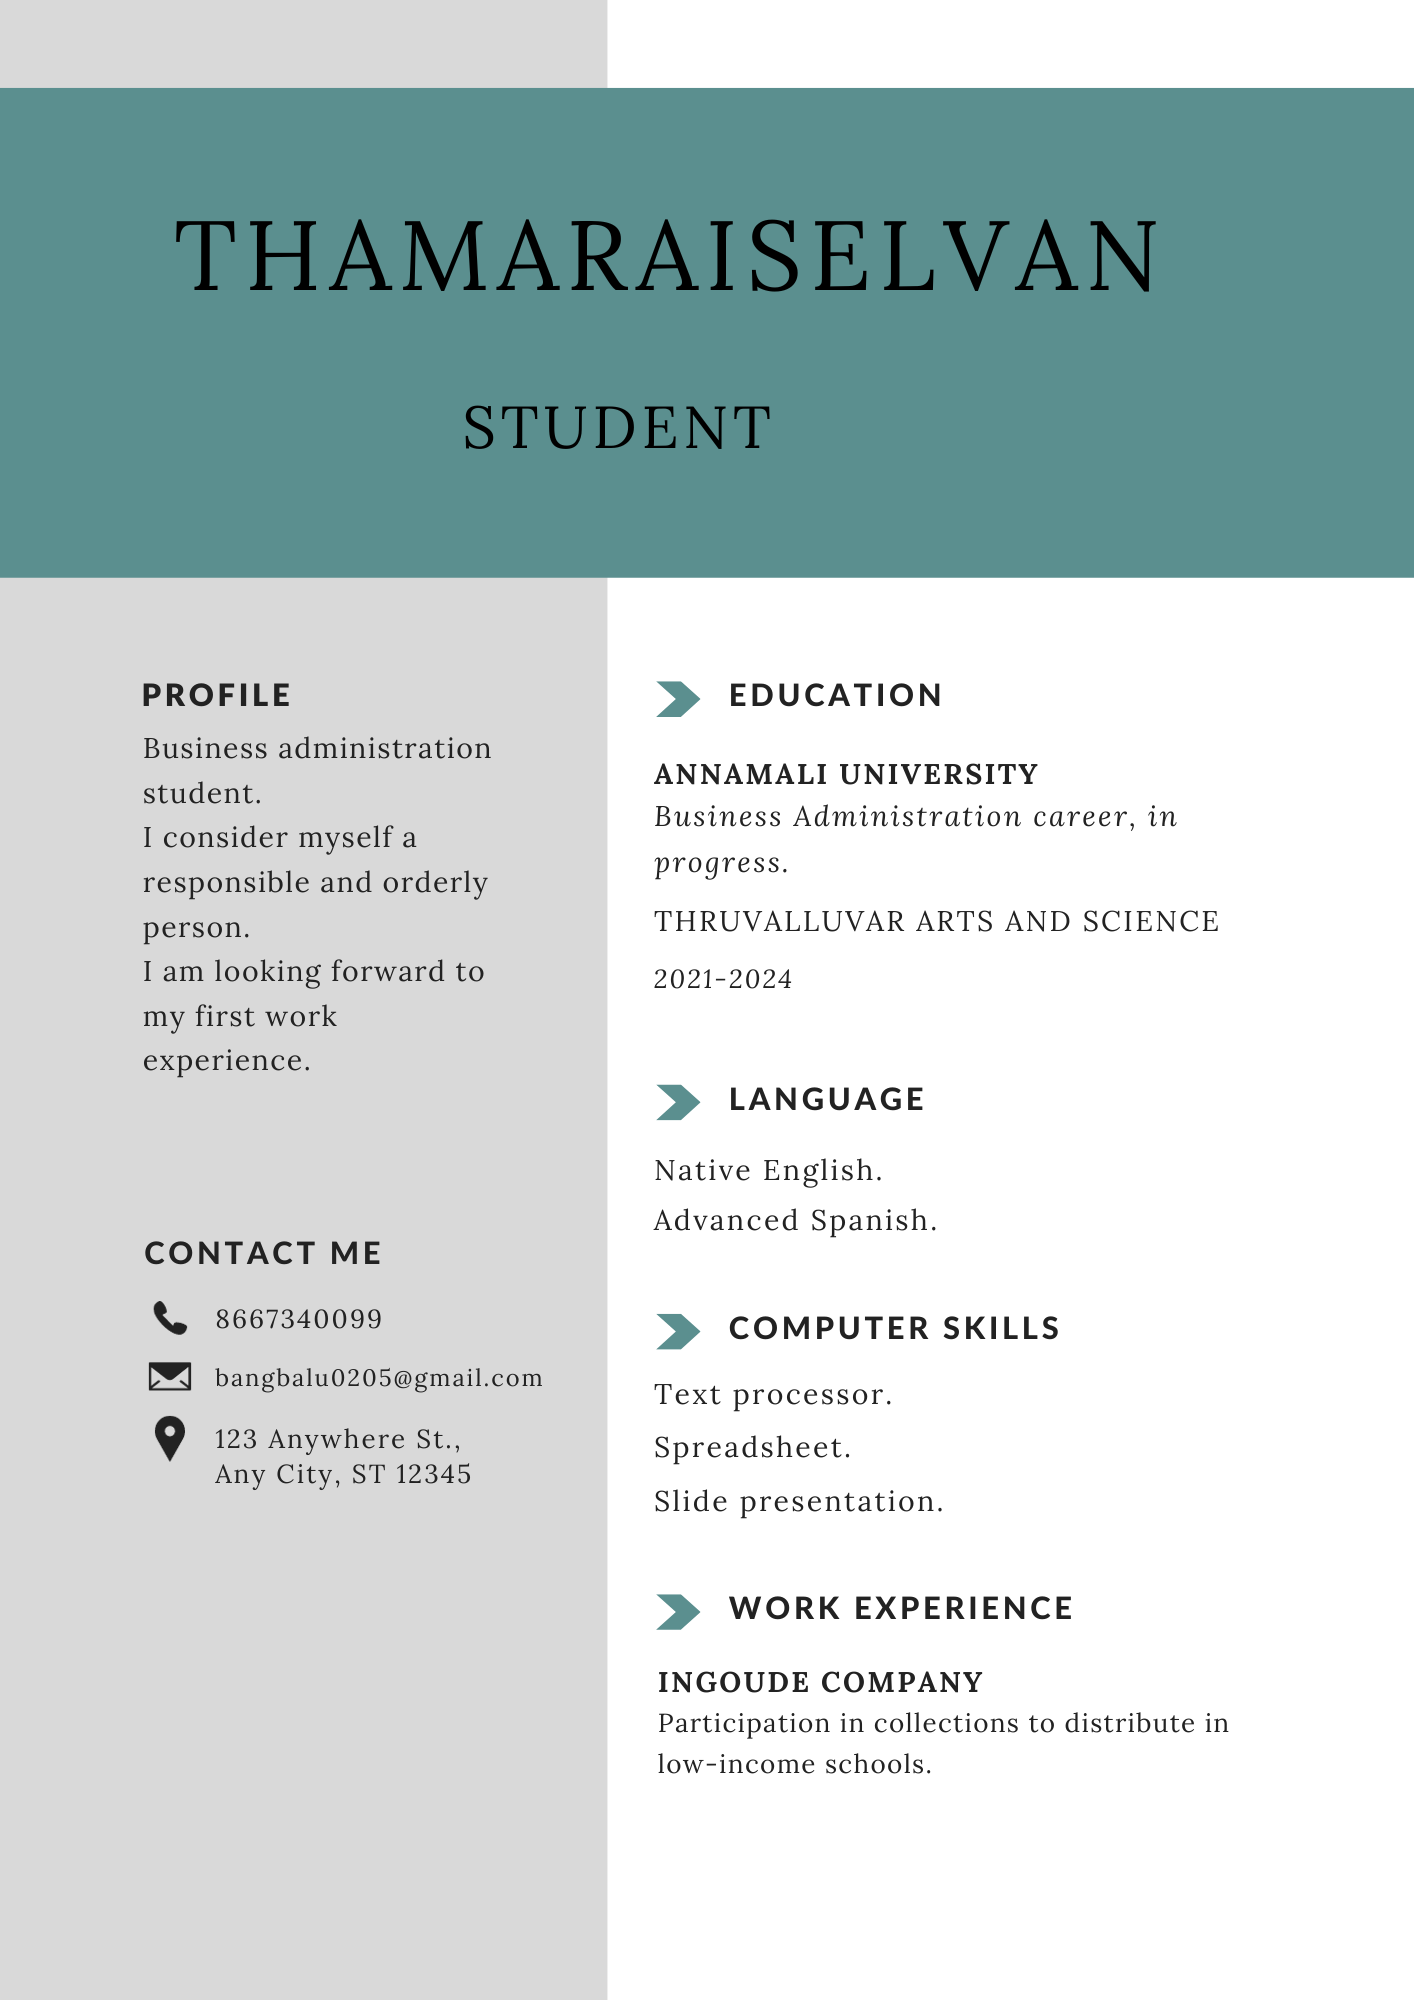 THAMARAISELVAN
STUDENT
PROFILE
Business administration
student.
I consider myself a
responsible and orderly
person.
I am looking forward to
my first work
experience.
CONTACT ME
8667340099
bangbalu0205@gmail.com
123 Anywhere St.,
Any City, ST 12345
EDUCATION
ANNAMALI UNIVERSITY
Business Administration career, in
progress.
THRUVALLUVAR ARTS AND SCIENCE
2021-2024
LANGUAGE
Native English.
Advanced Spanish.
COMPUTER SKILLS
Text processor.
Spreadsheet.
Slide presentation.
WORK EXPERIENCE
INGOUDE COMPANY
Participation in collections to distribute in
low-income schools.